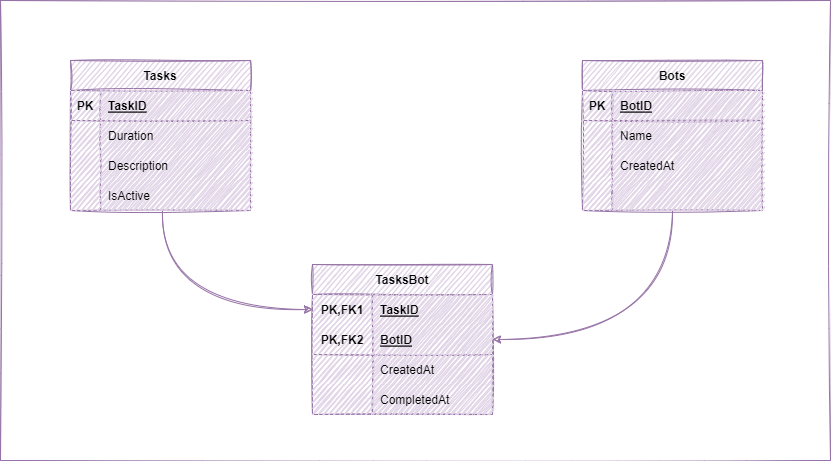 Tasks
PK TaskID
Duration
Description
IsActive
Bots
PK BotID
Name
CreatedAt
TasksBot
PK,FK1 TaskID
PK,FK2 BotID
CreatedAt
CompletedAt